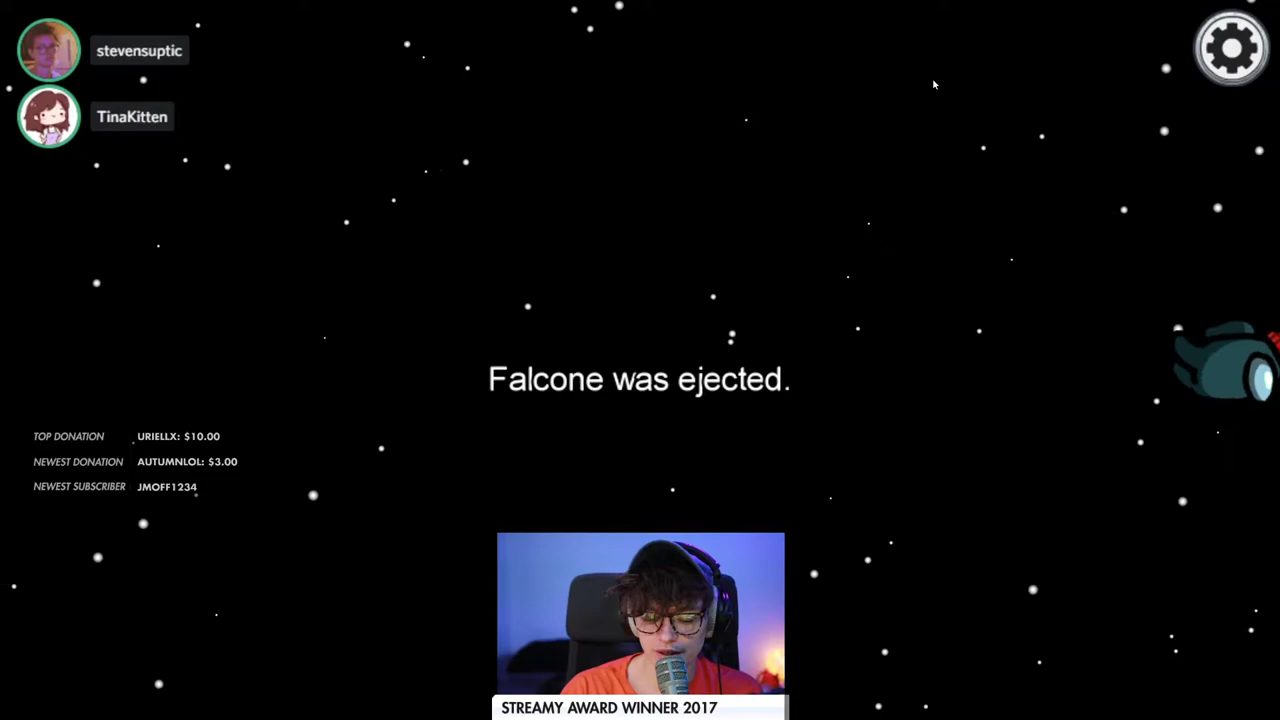 stevensuptic
TinaKitten
Falcone was ejected.
TOP DONATION URIELLX: $10.00
NEWEST DONATION AUTUMNLOL: $3.00
NEWEST SUBSCRIBER JMOFF1234
STREAMY AWARD WINNER 2017